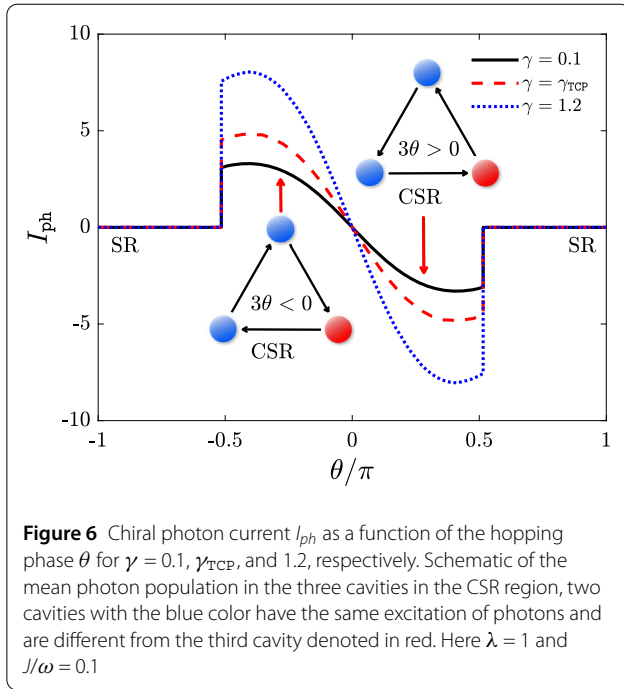 10
5
0
-5
-10
I_ph
γ = 0.1
γ = γ_TCP
γ = 1.2
3θ > 0
CSR
SR
SR
3θ < 0
CSR
-1
-0.5
0
0.5
1
θ/π
Figure 6 Chiral photon current I_ph as a function of the hopping
phase θ for γ = 0.1, γ_TCP, and 1.2, respectively. Schematic of the
mean photon population in the three cavities in the CSR region, two
cavities with the blue color have the same excitation of photons and
are different from the third cavity denoted in red. Here λ = 1 and
J/ω = 0.1